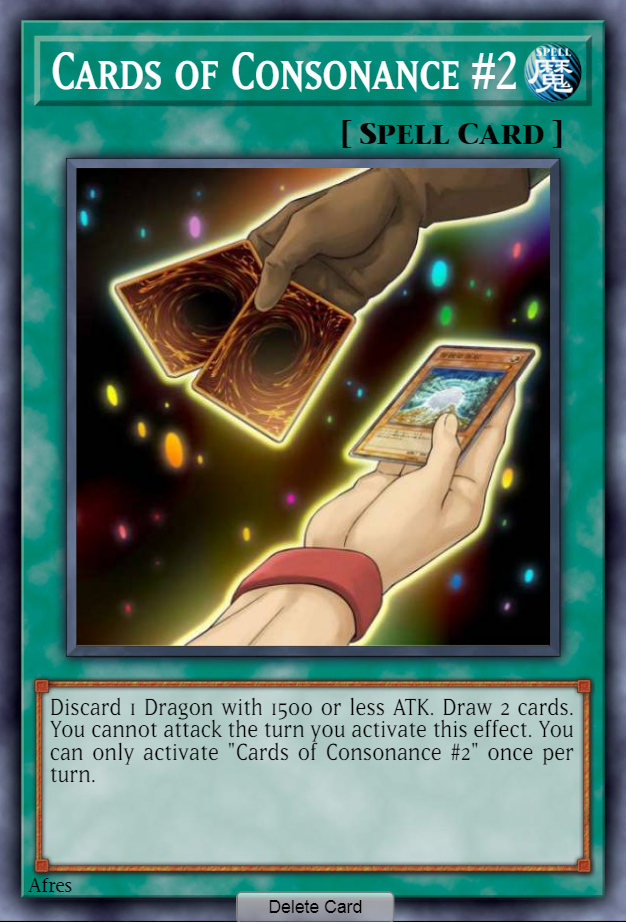 Cards of Consonance #2
SPELL
魔
[ Spell Card ]
Discard 1 Dragon with 1500 or less ATK. Draw 2 cards.
You cannot attack the turn you activate this effect. You
can only activate "Cards of Consonance #2" once per
turn.
Afres
Delete Card